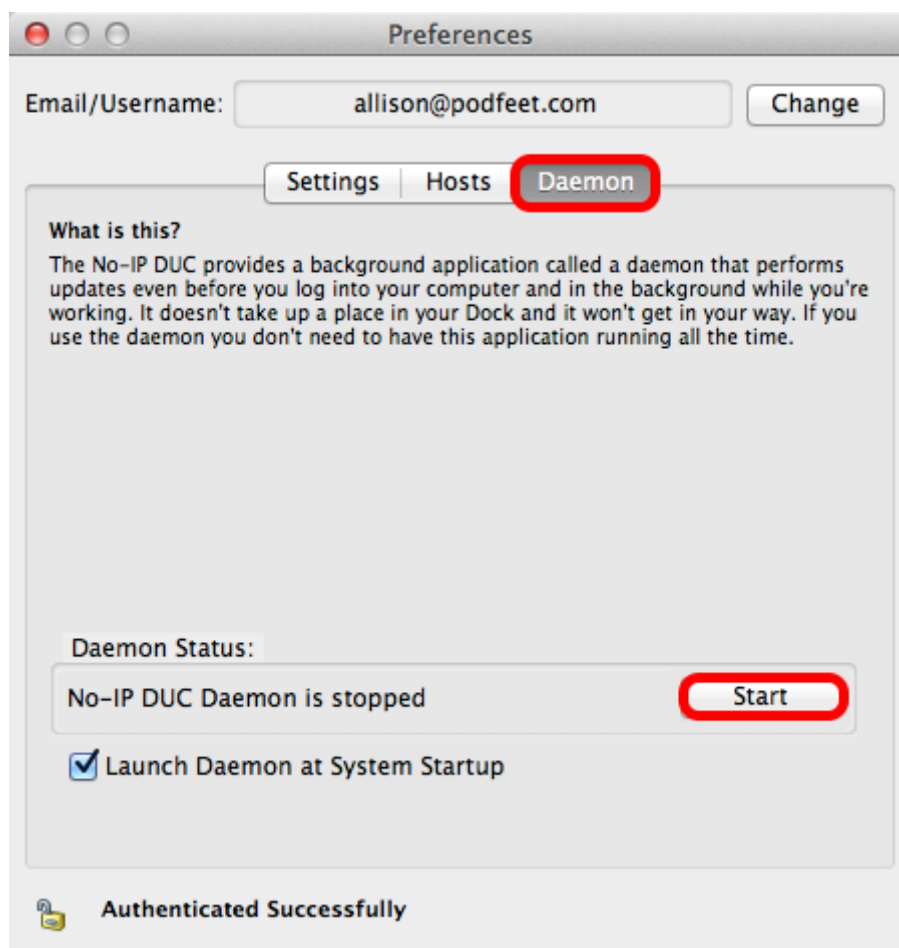 Preferences
Email/Username: allison@podfeet.com Change
Settings Hosts Daemon
What is this?
The No-IP DUC provides a background application called a daemon that performs
updates even before you log into your computer and in the background while you're
working. It doesn't take up a place in your Dock and it won't get in your way. If you
use the daemon you don't need to have this application running all the time.
Daemon Status:
No-IP DUC Daemon is stopped Start
Launch Daemon at System Startup
Authenticated Successfully